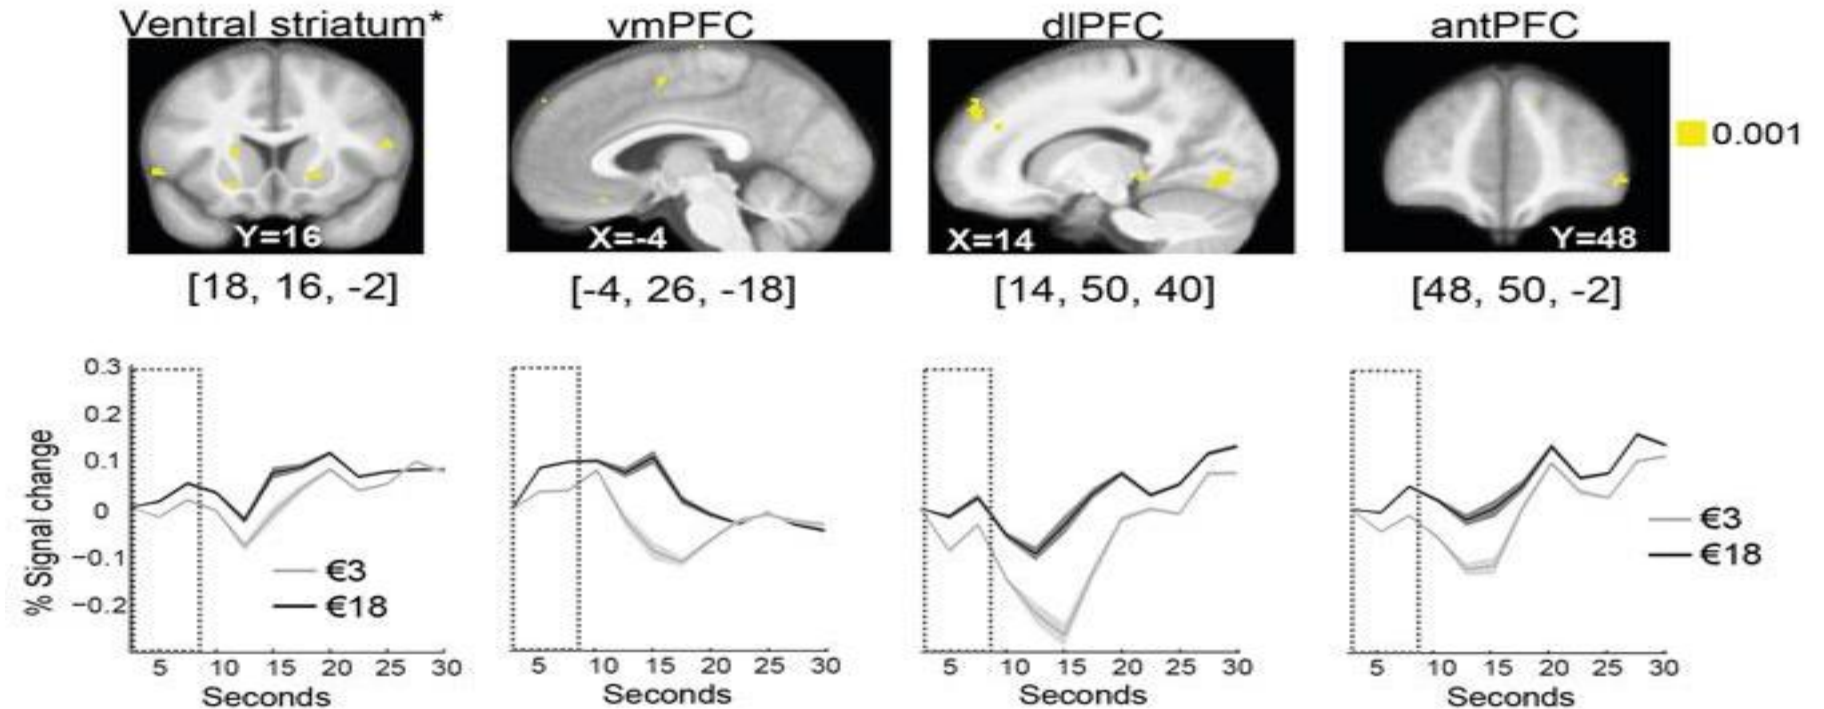 Ventral striatum*
vmPFC
dlPFC
antPFC
Y=16
X=-4
X=14
Y=48
0.001
[18, 16, -2]
[-4, 26, -18]
[14, 50, 40]
[48, 50, -2]
% Signal change
0.3
0.2
0.1
0
−0.1
−0.2
€3
€18
5 10 15 20 25 30
Seconds
5 10 15 20 25 30
Seconds
5 10 15 20 25 30
Seconds
€3
€18
5 10 15 20 25 30
Seconds